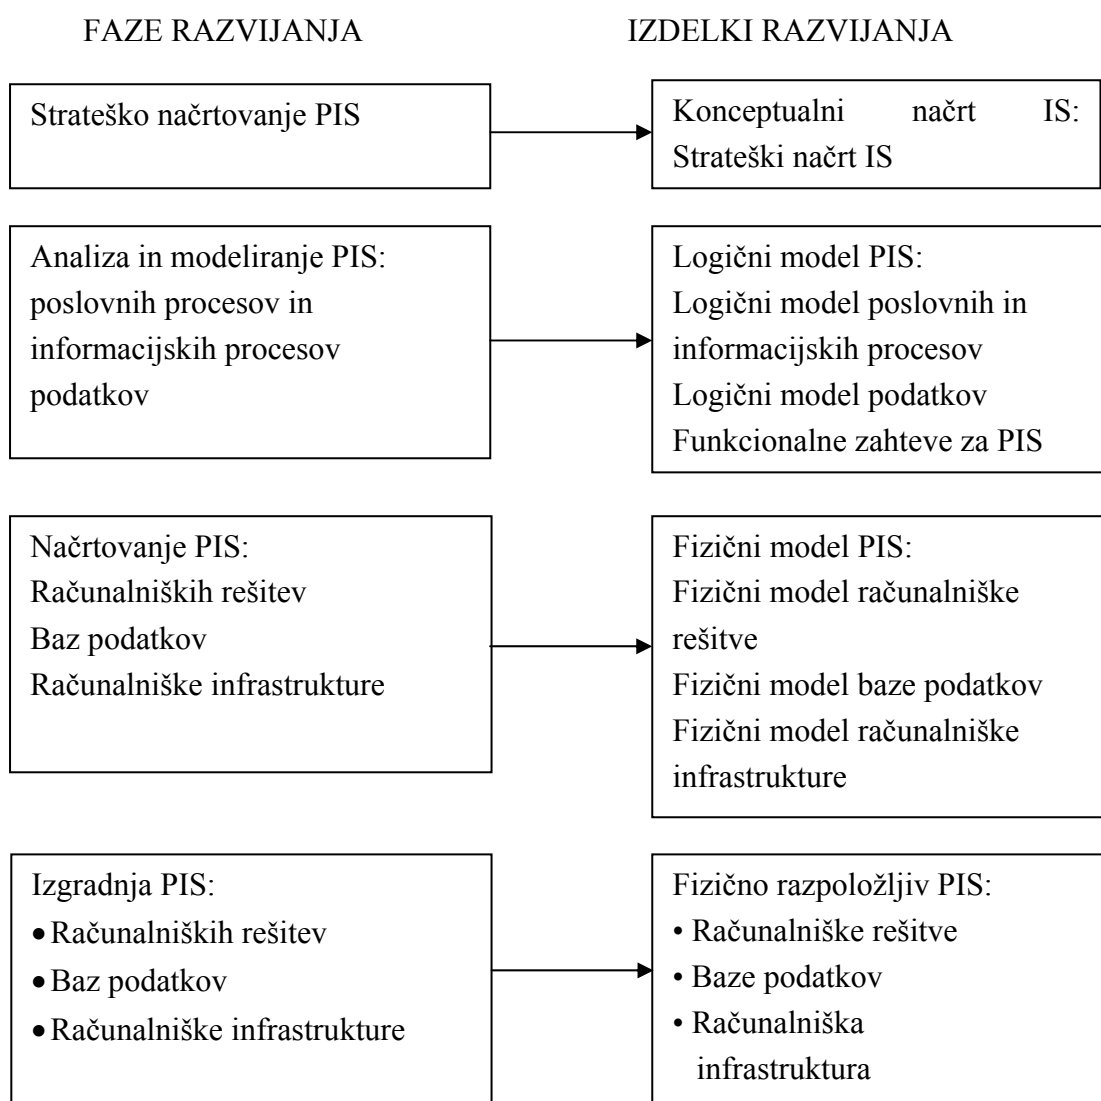 FAZE RAZVIJANJA
IZDELKI RAZVIJANJA
Strateško načrtovanje PIS
Konceptualni načrt IS:
Strateški načrt IS
Analiza in modeliranje PIS:
poslovnih procesov in
informacijskih procesov
podatkov
Logični model PIS:
Logični model poslovnih in
informacijskih procesov
Logični model podatkov
Funkcionalne zahteve za PIS
Načrtovanje PIS:
Računalniških rešitev
Baz podatkov
Računalniške infrastrukture
Fizični model PIS:
Fizični model računalniške
rešitve
Fizični model baze podatkov
Fizični model računalniške
infrastrukture
Izgradnja PIS:
• Računalniških rešitev
• Baz podatkov
• Računalniške infrastrukture
Fizično razpoložljiv PIS:
• Računalniške rešitve
• Baze podatkov
• Računalniška
infrastruktura